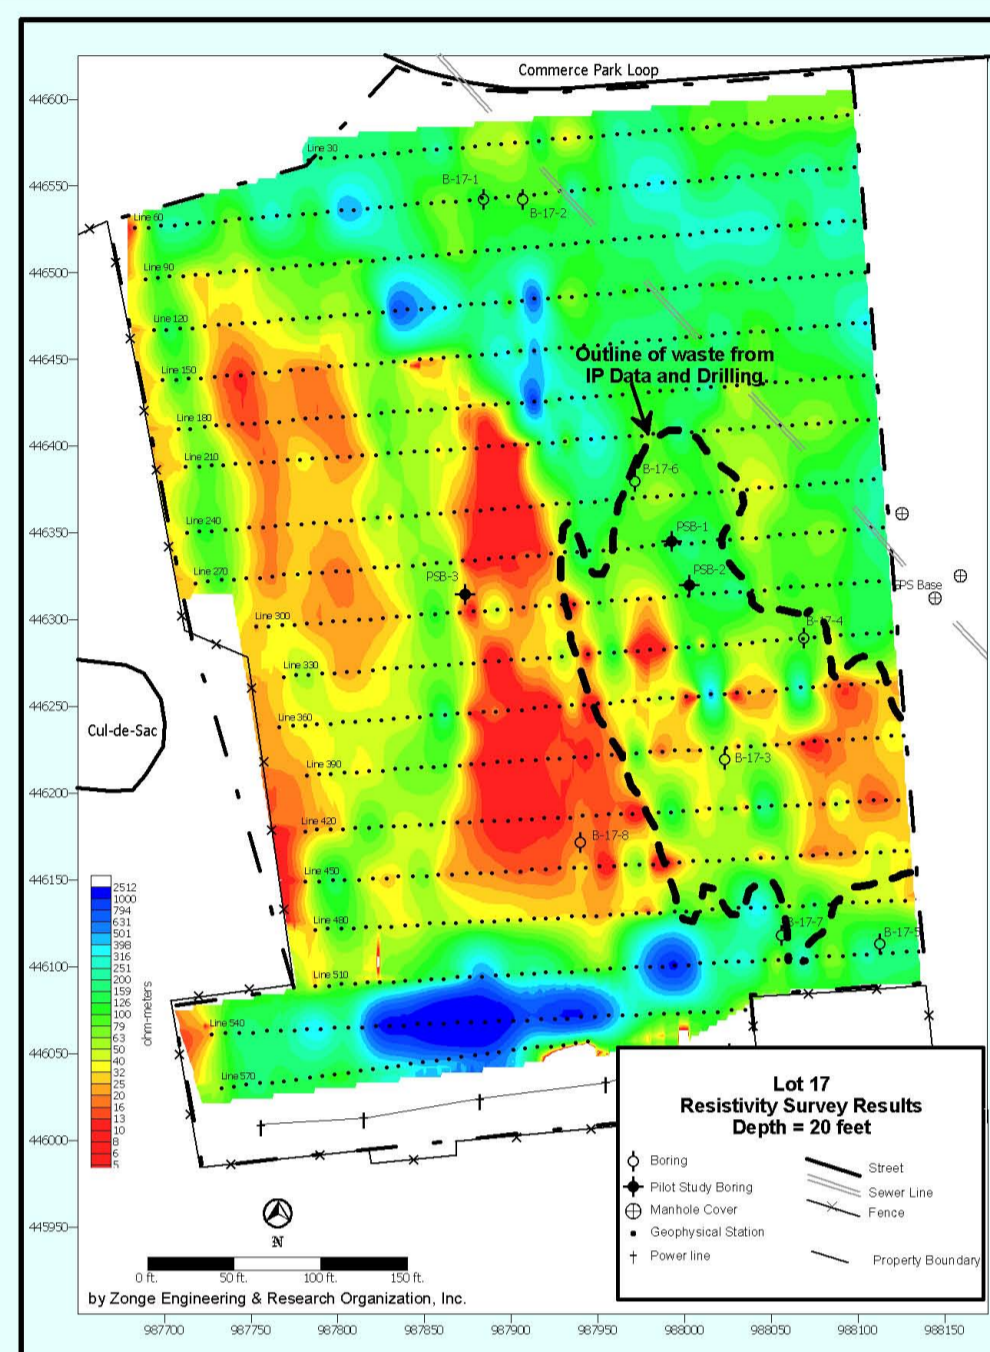 Commerce Park Loop
446600
446550
446500
446450
446400
446350
446300
446250
446200
446150
446100
446050
446000
445950
Line 30
B-17-1
B-17-2
Line 60
Line 90
Line 120
Line 150
Line 180
Line 210
Line 240
Line 270
Line 300
Line 330
Line 360
Line 390
Line 420
Line 450
Line 480
Line 510
Line 540
Line 570
Outline of waste from
IP Data and Drilling.
B-17-6
PSB-1
PSB-2
PSB-3
B-17-4
B-17-3
B-17-8
B-17-7
B-17-5
GPS Base
Cul-de-Sac
2512
1000
794
631
501
398
316
251
200
159
126
100
79
63
50
40
32
25
20
16
13
10
8
6
5
ohm-meters
N
0 ft.
50 ft.
100 ft.
150 ft.
by Zonge Engineering & Research Organization, Inc.
Lot 17
Resistivity Survey Results
Depth = 20 feet
Boring
Pilot Study Boring
Manhole Cover
Geophysical Station
Power line
Street
Sewer Line
Fence
Property Boundary
987700
987750
987800
987850
987900
987950
988000
988050
988100
988150